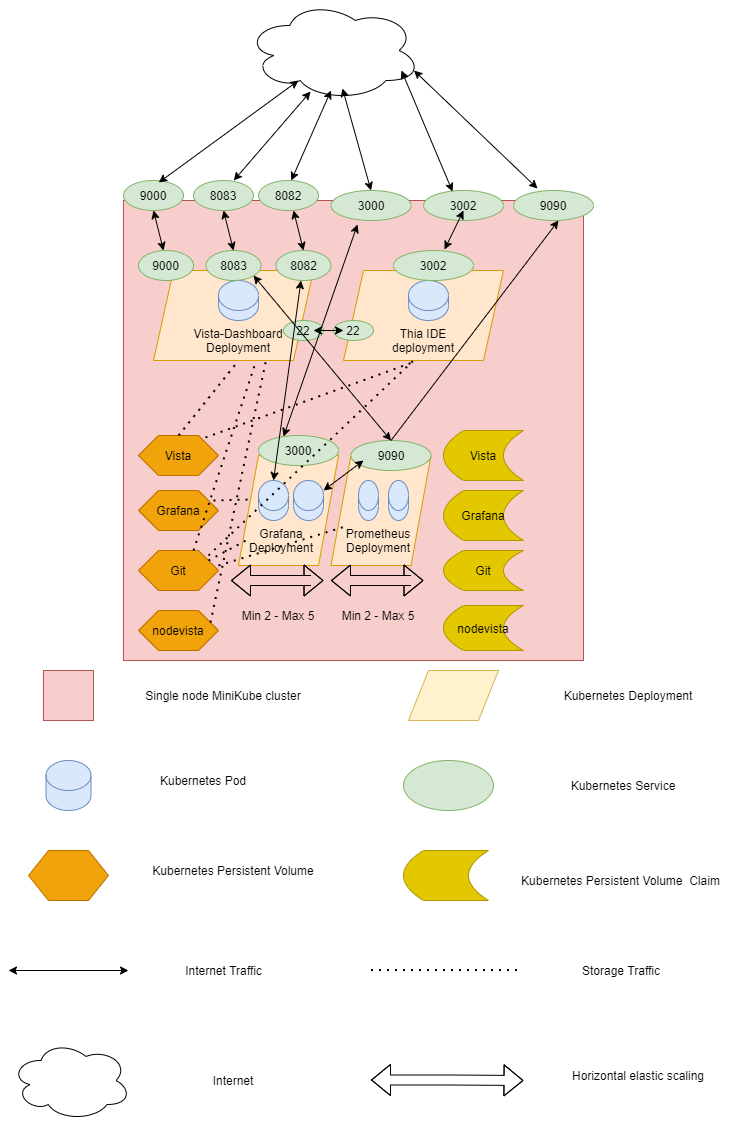 9000
8083
8082
3000
3002
9090
9000
8083
8082
3002
Vista-Dashboard
Deployment
22
22
Thia IDE
deployment
Vista
3000
9090
Vista
Grafana
Grafana
Grafana
Deployment
Prometheus
Deployment
Git
Git
Min 2 - Max 5
Min 2 - Max 5
nodevista
nodevista
Single node MiniKube cluster
Kubernetes Deployment
Kubernetes Pod
Kubernetes Service
Kubernetes Persistent Volume
Kubernetes Persistent Volume Claim
Internet Traffic
Storage Traffic
Internet
Horizontal elastic scaling